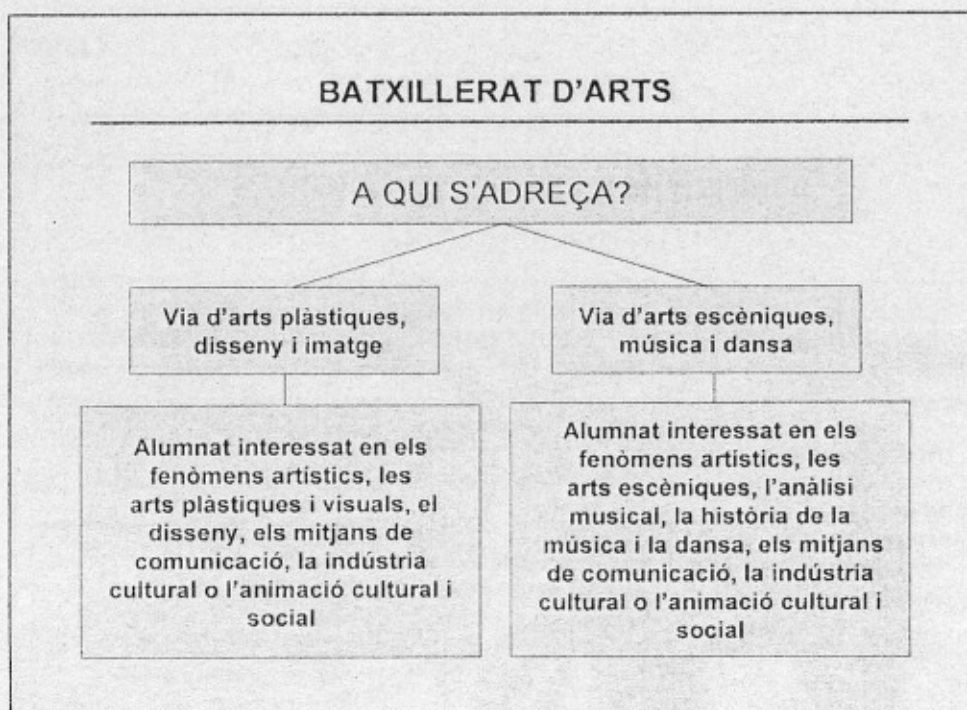 BATXILLERAT D'ARTS
A QUI S'ADREÇA?
Via d'arts plàstiques,
disseny i imatge
Via d'arts escèniques,
música i dansa
Alumnat interessat en els
fenòmens artístics, les
arts plàstiques i visuals, el
disseny, els mitjans de
comunicació, la indústria
cultural o l'animació cultural i
social
Alumnat interessat en els
fenòmens artístics, les
arts escèniques, l'anàlisi
musical, la història de la
música i la dansa, els mitjans
de comunicació, la indústria
cultural o l'animació cultural i
social